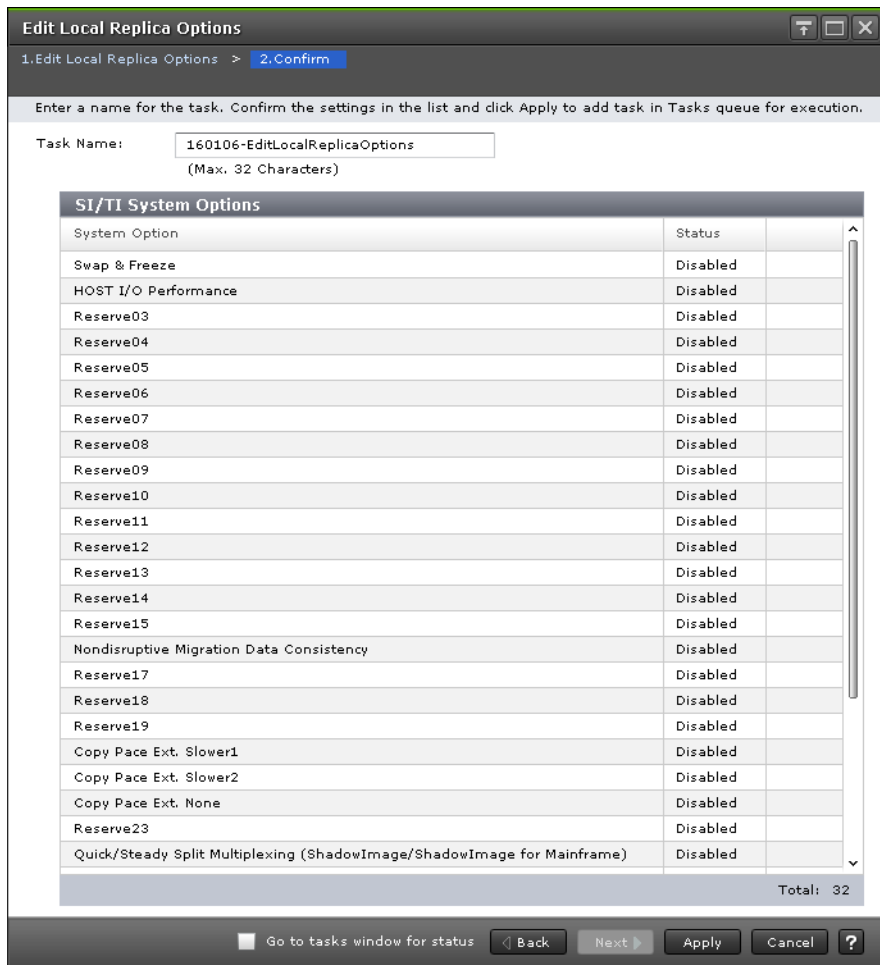 Edit Local Replica Options
1.Edit Local Replica Options > 2.Confirm
Enter a name for the task. Confirm the settings in the list and click Apply to add task in Tasks queue for execution.
Task Name: 160106-EditLocalReplicaOptions
(Max. 32 Characters)
SI/TI System Options
System Option Status
Swap & Freeze Disabled
HOST I/O Performance Disabled
Reserve03 Disabled
Reserve04 Disabled
Reserve05 Disabled
Reserve06 Disabled
Reserve07 Disabled
Reserve08 Disabled
Reserve09 Disabled
Reserve10 Disabled
Reserve11 Disabled
Reserve12 Disabled
Reserve13 Disabled
Reserve14 Disabled
Reserve15 Disabled
Nondisruptive Migration Data Consistency Disabled
Reserve17 Disabled
Reserve18 Disabled
Reserve19 Disabled
Copy Pace Ext. Slower1 Disabled
Copy Pace Ext. Slower2 Disabled
Copy Pace Ext. None Disabled
Reserve23 Disabled
Quick/Steady Split Multiplexing (ShadowImage/ShadowImage for Mainframe) Disabled
Total: 32
Go to tasks window for status Back Next Apply Cancel ?